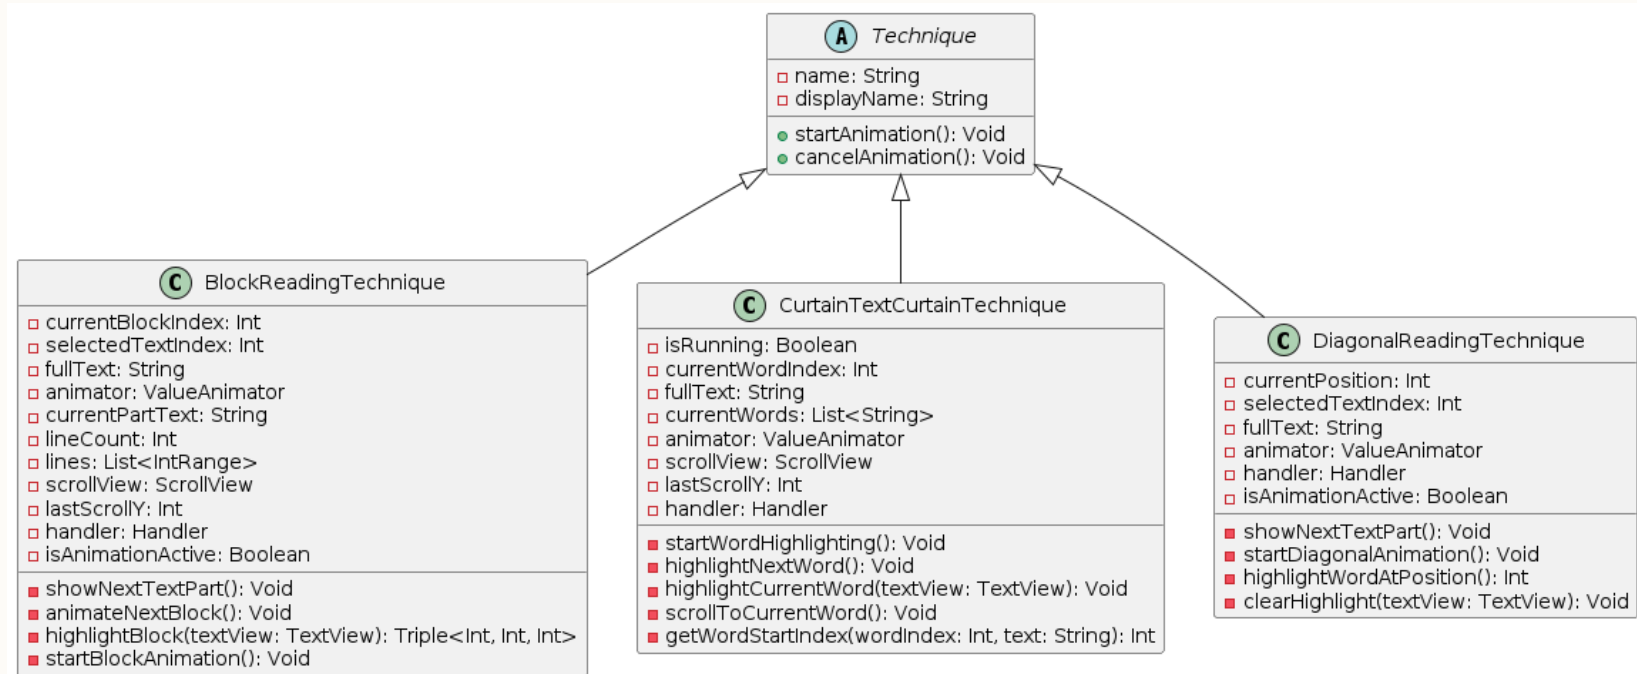 A Technique
name: String
displayName: String
startAnimation(): Void
cancelAnimation(): Void
C BlockReadingTechnique
currentBlockIndex: Int
selectedTextIndex: Int
fullText: String
animator: ValueAnimator
currentPartText: String
lineCount: Int
lines: List<IntRange>
scrollView: ScrollView
lastScrollY: Int
handler: Handler
isAnimationActive: Boolean
showNextTextPart(): Void
animateNextBlock(): Void
highlightBlock(textView: TextView): Triple<Int, Int, Int>
startBlockAnimation(): Void
C CurtainTextCurtainTechnique
isRunning: Boolean
currentWordIndex: Int
fullText: String
currentWords: List<String>
animator: ValueAnimator
scrollView: ScrollView
lastScrollY: Int
handler: Handler
startWordHighlighting(): Void
highlightNextWord(): Void
highlightCurrentWord(textView: TextView): Void
scrollToCurrentWord(): Void
getWordStartIndex(wordIndex: Int, text: String): Int
C DiagonalReadingTechnique
currentPosition: Int
selectedTextIndex: Int
fullText: String
animator: ValueAnimator
handler: Handler
isAnimationActive: Boolean
showNextTextPart(): Void
startDiagonalAnimation(): Void
highlightWordAtPosition(): Int
clearHighlight(textView: TextView): Void